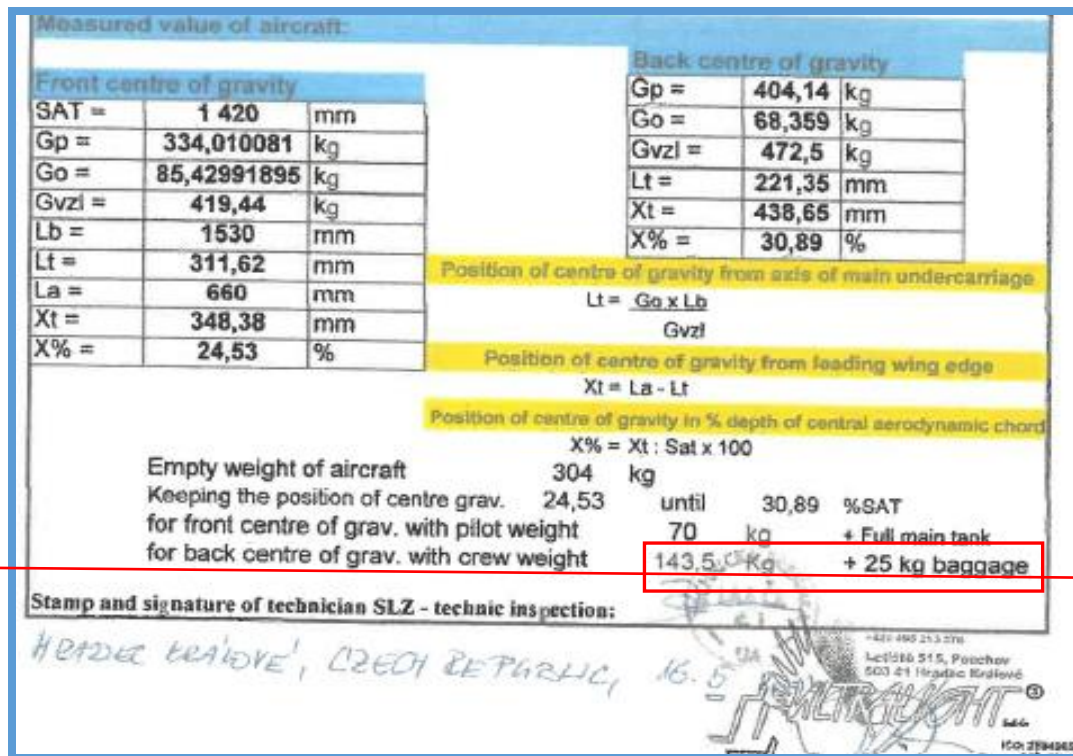 Measured value of aircraft:
Front centre of gravity
SAT = 1 420 mm
Gp = 334,010081 kg
Go = 85,42991895 kg
Gvzl = 419,44 kg
Lb = 1530 mm
Lt = 311,62 mm
La = 660 mm
Xt = 348,38 mm
X% = 24,53 %
Back centre of gravity
Gp = 404,14 kg
Go = 68,359 kg
Gvzl = 472,5 kg
Lt = 221,35 mm
Xt = 438,65 mm
X% = 30,89 %
Position of centre of gravity from axis of main undercarriage
Lt = Go x Lb
Gvzl
Position of centre of gravity from leading wing edge
Xt = La - Lt
Position of centre of gravity in % depth of central aerodynamic chord
X% = Xt : Sat x 100
Empty weight of aircraft 304 kg
Keeping the position of centre grav. 24,53 until 30,89 %SAT
for front centre of grav. with pilot weight 70 kg + Full main tank
for back centre of grav. with crew weight 143,5 Kg + 25 kg baggage
Stamp and signature of technician SLZ - technic inspection:
HRADEC KRÁLOVÉ, CZECH REPUBLIC, 16. 5
Letiště 515, Pouchov
503 41 Hradec Králové
ULTRALIGHT